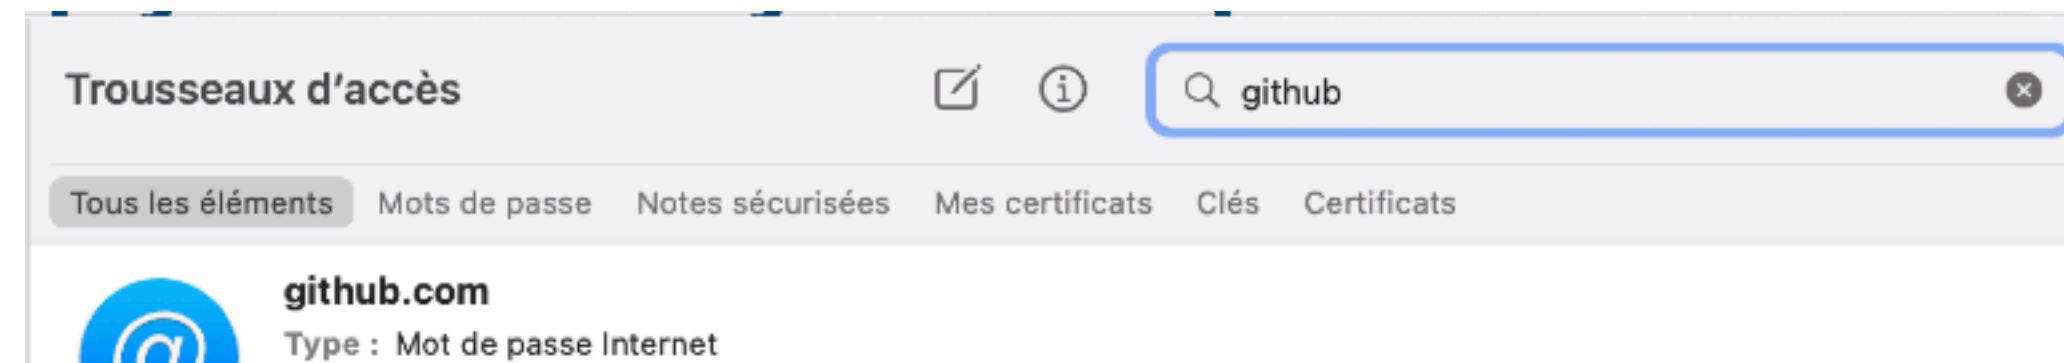 Trousseaux d’accès
github
Tous les éléments Mots de passe Notes sécurisées Mes certificats Clés Certificats
github.com
Type : Mot de passe Internet